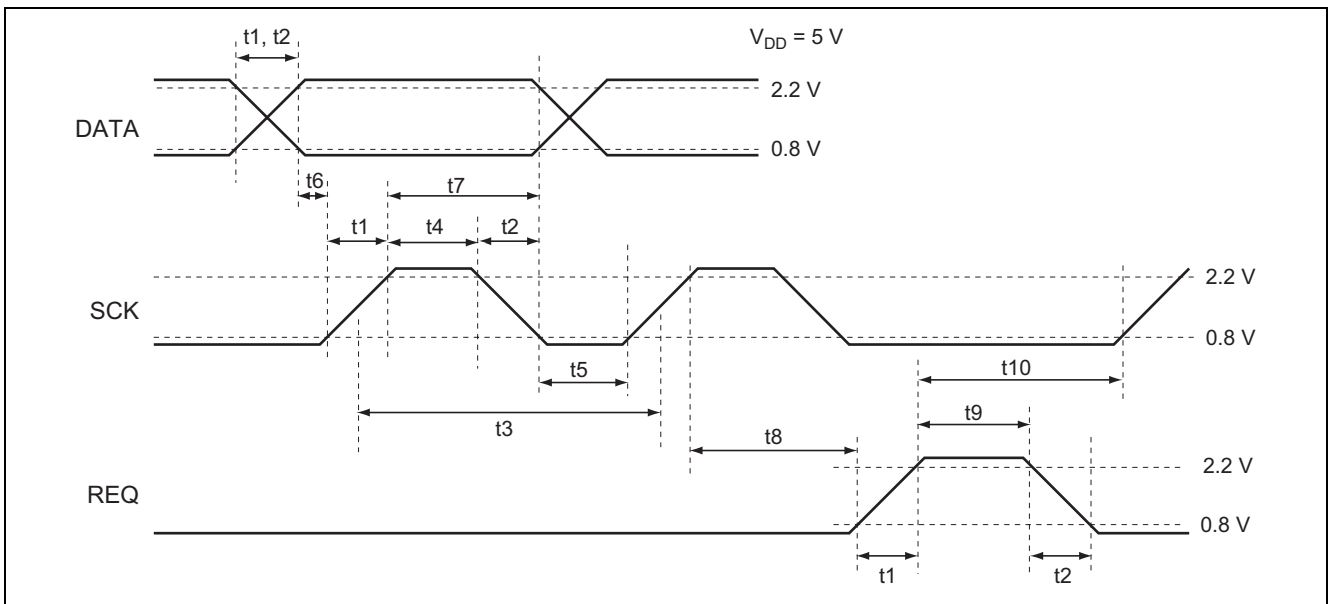 t1, t2
V_DD = 5 V
2.2 V
DATA
0.8 V
t6
t7
t1
t4
t2
2.2 V
SCK
0.8 V
t5
t10
t3
t9
t8
2.2 V
REQ
0.8 V
t1
t2